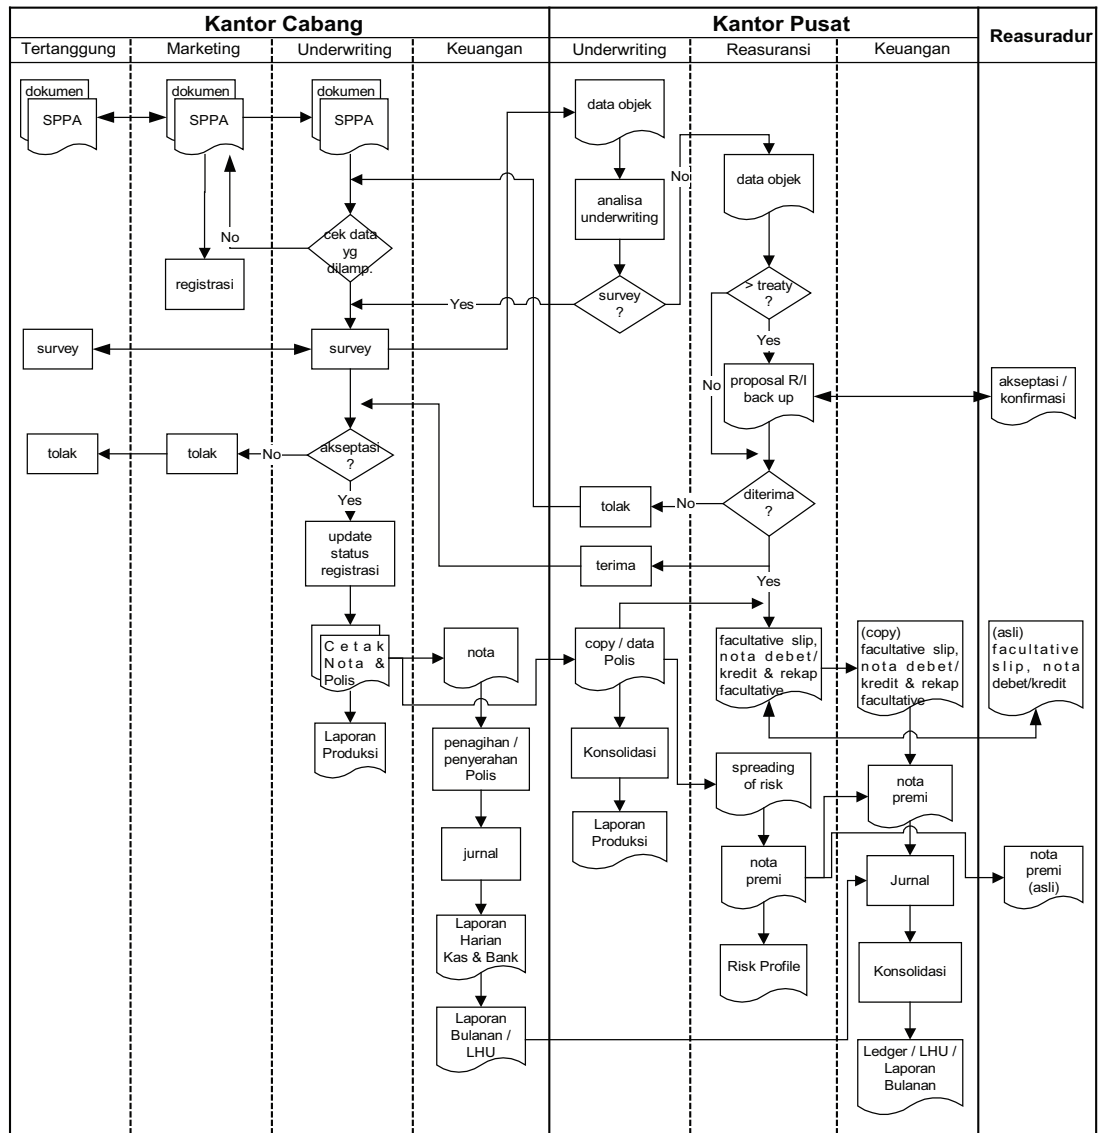 Kantor Cabang
Kantor Pusat
Reasuradur
Tertanggung
Marketing
Underwriting
Keuangan
Underwriting
Reasuransi
Keuangan
dokumen
SPPA
dokumen
SPPA
dokumen
SPPA
data objek
No
data objek
analisa
underwriting
No
cek data
yg
dilamp.
registrasi
> treaty
?
Yes
survey
?
survey
survey
Yes
No
proposal R/I
back up
akseptasi /
konfirmasi
tolak
tolak
No
akseptasi
?
Yes
tolak
No
diterima
?
update
status
registrasi
terima
Yes
Cetak
Nota &
Polis
nota
copy / data
Polis
facultative slip,
nota debet/
kredit & rekap
facultative
(copy)
facultative slip,
nota debet/
kredit & rekap
facultative
(asli)
facultative
slip, nota
debet/kredit
Laporan
Produksi
penagihan /
penyerahan
Polis
Konsolidasi
spreading
of risk
nota
premi
Laporan
Produksi
jurnal
nota
premi
Jurnal
nota
premi
(asli)
Laporan
Harian
Kas & Bank
Risk Profile
Konsolidasi
Laporan
Bulanan /
LHU
Ledger / LHU /
Laporan
Bulanan